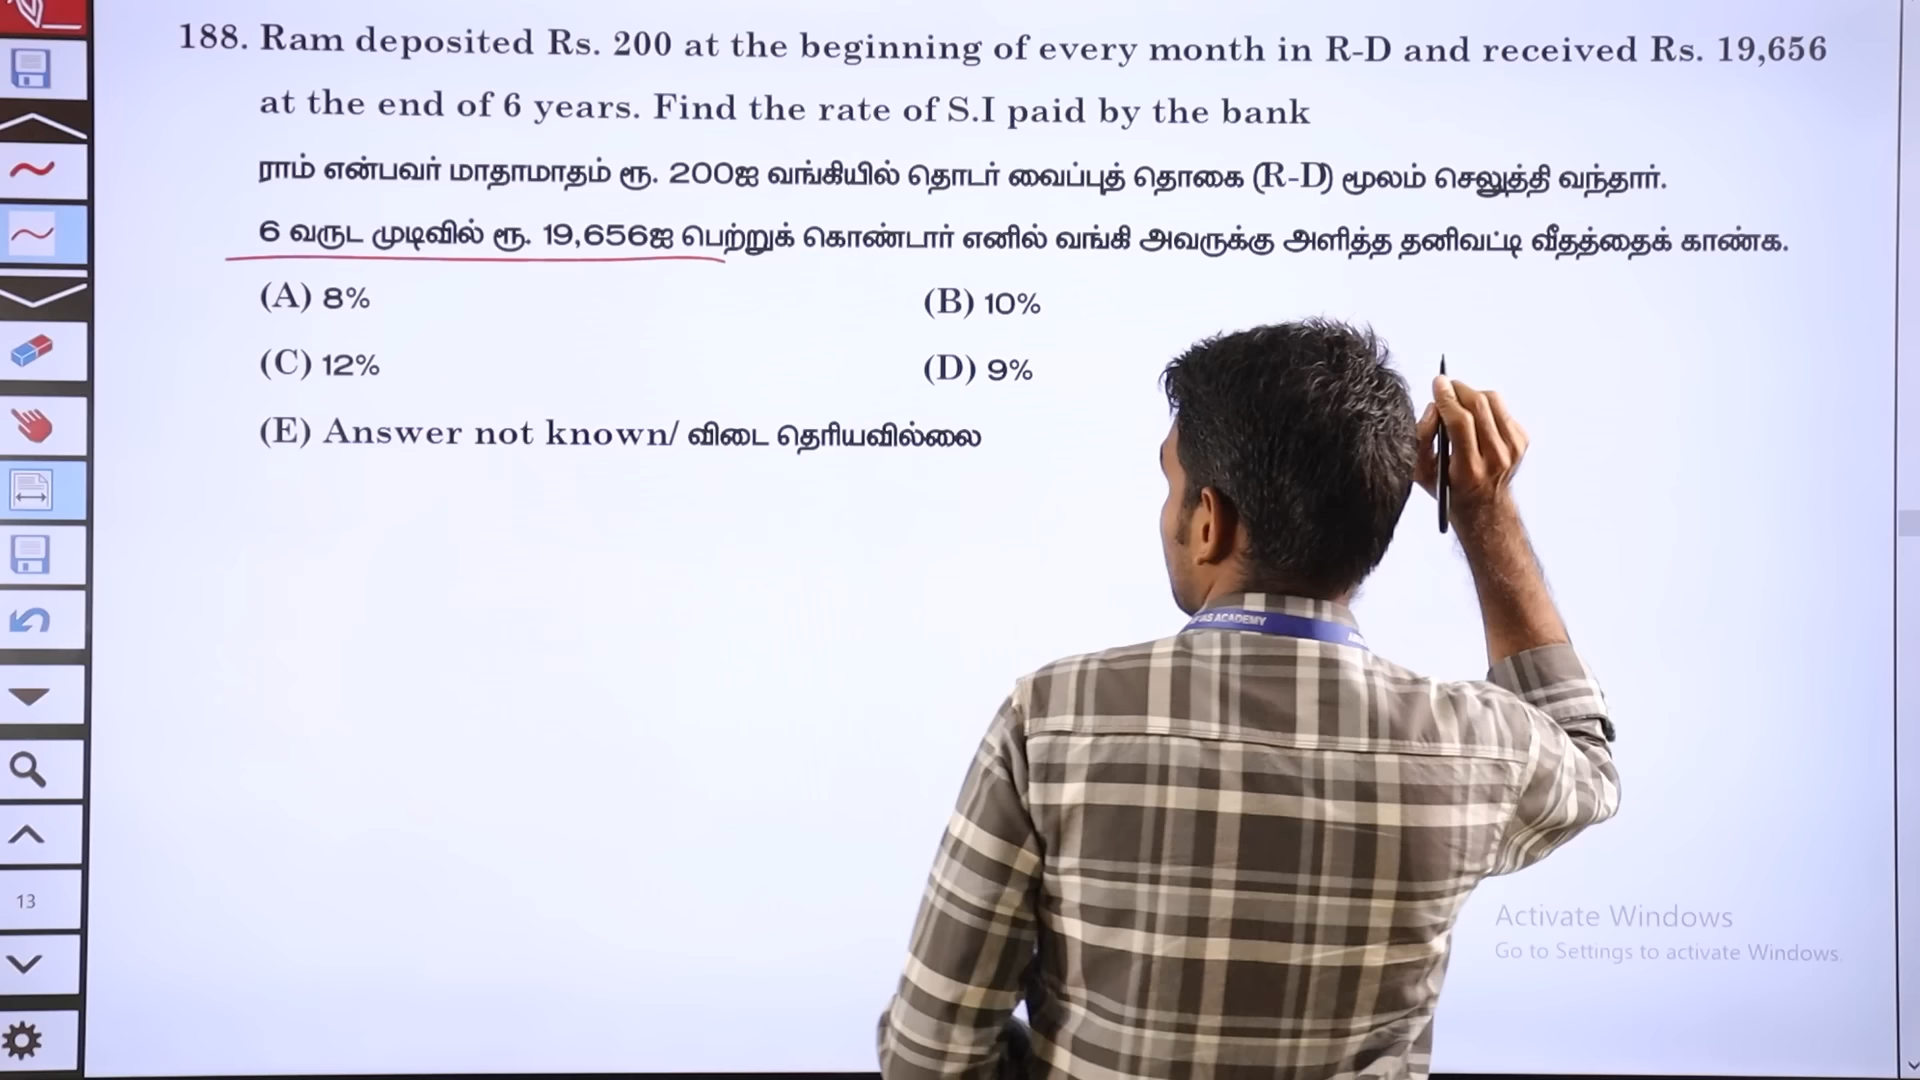 188. Ram deposited Rs. 200 at the beginning of every month in R-D and received Rs. 19,656
at the end of 6 years. Find the rate of S.I paid by the bank
ராம் என்பவர் மாதாமாதம் ரூ. 200ஐ வங்கியில் தொடர் வைப்புத் தொகை (R-D) மூலம் செலுத்தி வந்தார்.
6 வருட முடிவில் ரூ. 19,656ஐ பெற்றுக் கொண்டார் எனில் வங்கி அவருக்கு அளித்த தனிவட்டி வீதத்தைக் காண்க.
(A) 8%
(B) 10%
(C) 12%
(D) 9%
(E) Answer not known/ விடை தெரியவில்லை
ACADEMY
13
Activate Windows
Go to Settings to activate Windows.